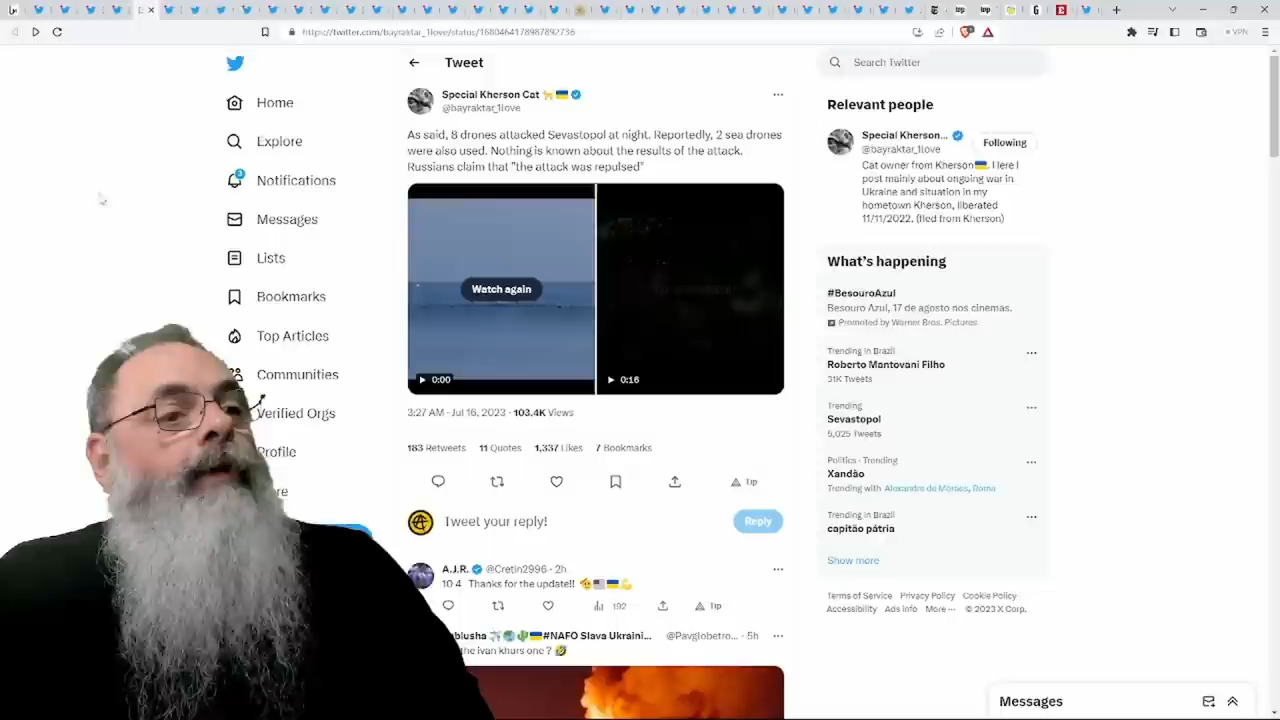 https://twitter.com/bayraktar_1love/status/1680464178987892736
VPN
Home
Explore
3
Notifications
Messages
Lists
Bookmarks
Top Articles
Communities
Verified Orgs
Profile
Tweet
Special Kherson Cat
@bayraktar_1love
As said, 8 drones attacked Sevastopol at night. Reportedly, 2 sea drones
were also used. Nothing is known about the results of the attack.
Russians claim that "the attack was repulsed"
Watch again
0:00
0:16
3:27 AM · Jul 16, 2023 · 103.4K Views
183 Retweets 11 Quotes 1,337 Likes 7 Bookmarks
Tip
Tweet your reply!
Reply
A.J.R. @Cretin2996 · 2h
10 4 Thanks for the update!!
192
Tip
#NAFO Slava Ukraini... @Pavglobetro... · 5h
the ivan khurs one ?
Search Twitter
Relevant people
Special Kherson...
@bayraktar_1love
Following
Cat owner from Kherson. Here I
post mainly about ongoing war in
Ukraine and situation in my
hometown Kherson, liberated
11/11/2022. (fled from Kherson)
What's happening
#BesouroAzul
Besouro Azul, 17 de agosto nos cinemas.
Promoted by Warner Bros. Pictures
Trending in Brazil
Roberto Mantovani Filho
31K Tweets
Trending
Sevastopol
5,025 Tweets
Politics · Trending
Xandão
Trending with Alexandre de Moraes, Roma
Trending in Brazil
capitão pátria
Show more
Terms of Service Privacy Policy Cookie Policy
Accessibility Ads info More ··· © 2023 X Corp.
Messages